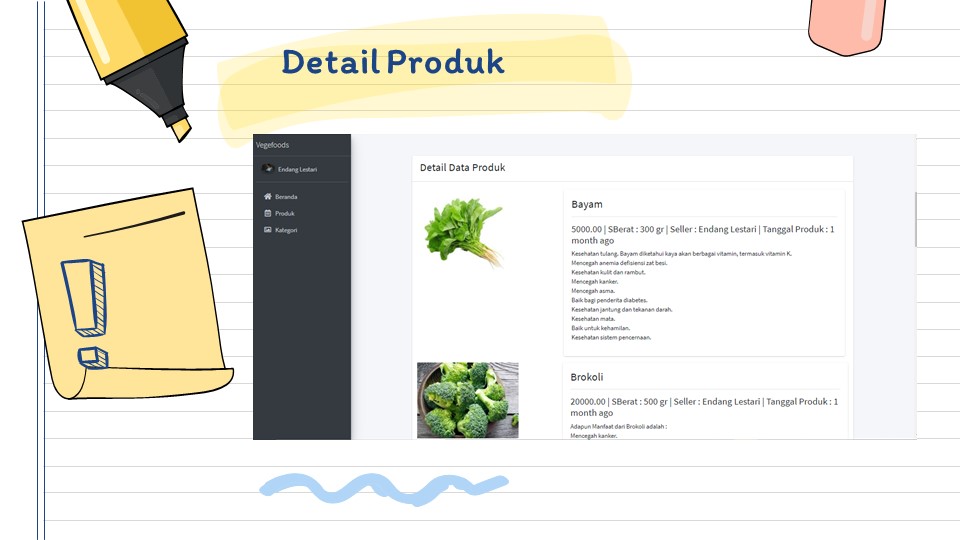 Detail Produk
Vegefoods
Endang Lestari
Beranda
Produk
Kategori
Detail Data Produk
Bayam
5000.00 | SBerat : 300 gr | Seller : Endang Lestari | Tanggal Produk : 1
month ago
Kesehatan tulang. Bayam diketahui kaya akan berbagai vitamin, termasuk vitamin K.
Mencegah anemia defisiensi zat besi.
Kesehatan kulit dan rambut.
Mencegah kanker.
Mencegah asma.
Baik bagi penderita diabetes.
Kesehatan jantung dan tekanan darah.
Kesehatan mata.
Baik untuk kehamilan.
Kesehatan sistem pencernaan.
Brokoli
20000.00 | SBerat : 500 gr | Seller : Endang Lestari | Tanggal Produk : 1
month ago
Adapun Manfaat dari Brokoli adalah :
Mencegah kanker.